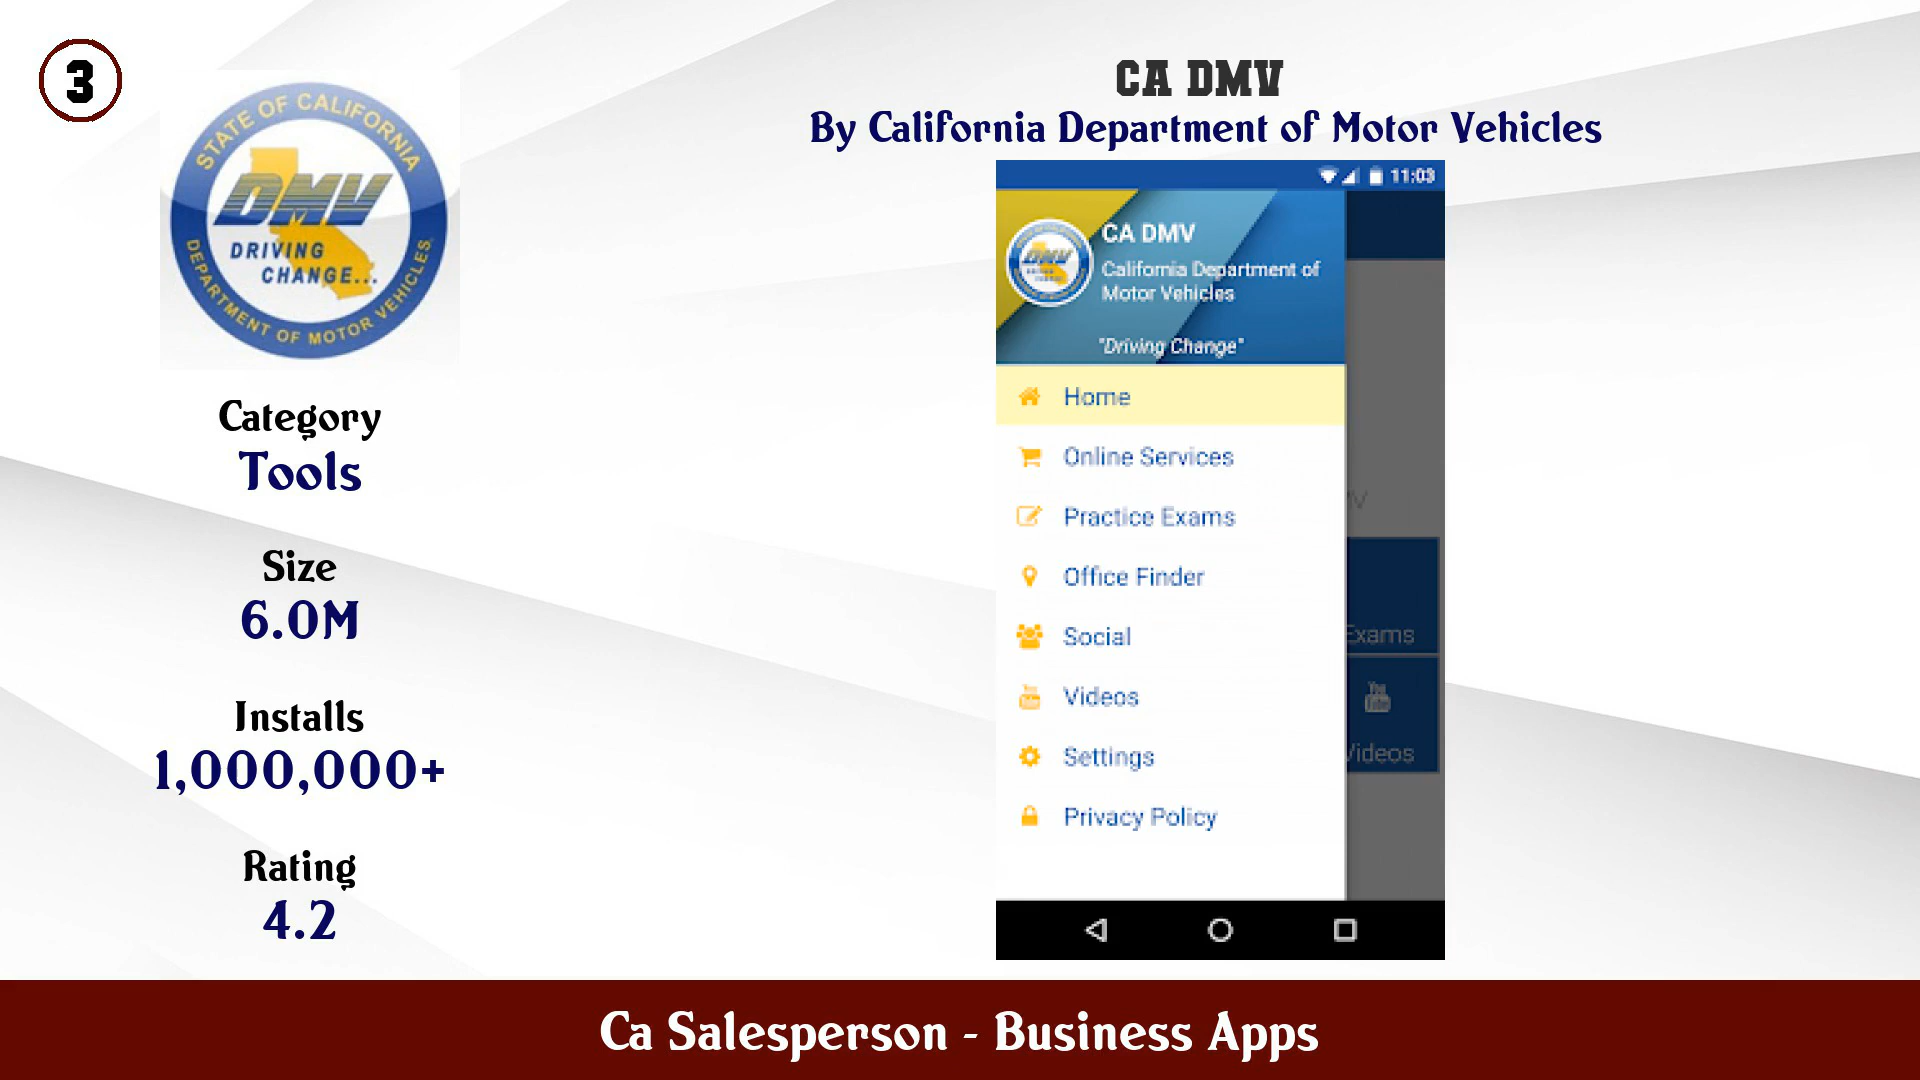 3
STATE OF CALIFORNIA
DMV
DRIVING
CHANGE...
DEPARTMENT OF MOTOR VEHICLES
Category
Tools
Size
6.0M
Installs
1,000,000+
Rating
4.2
CA DMV
By California Department of Motor Vehicles
11:03
CA DMV
California Department of
Motor Vehicles
"Driving Change"
Home
Online Services
Practice Exams
Office Finder
Social
Videos
Settings
Privacy Policy
Exams
You
Tube
Videos
Ca Salesperson - Business Apps